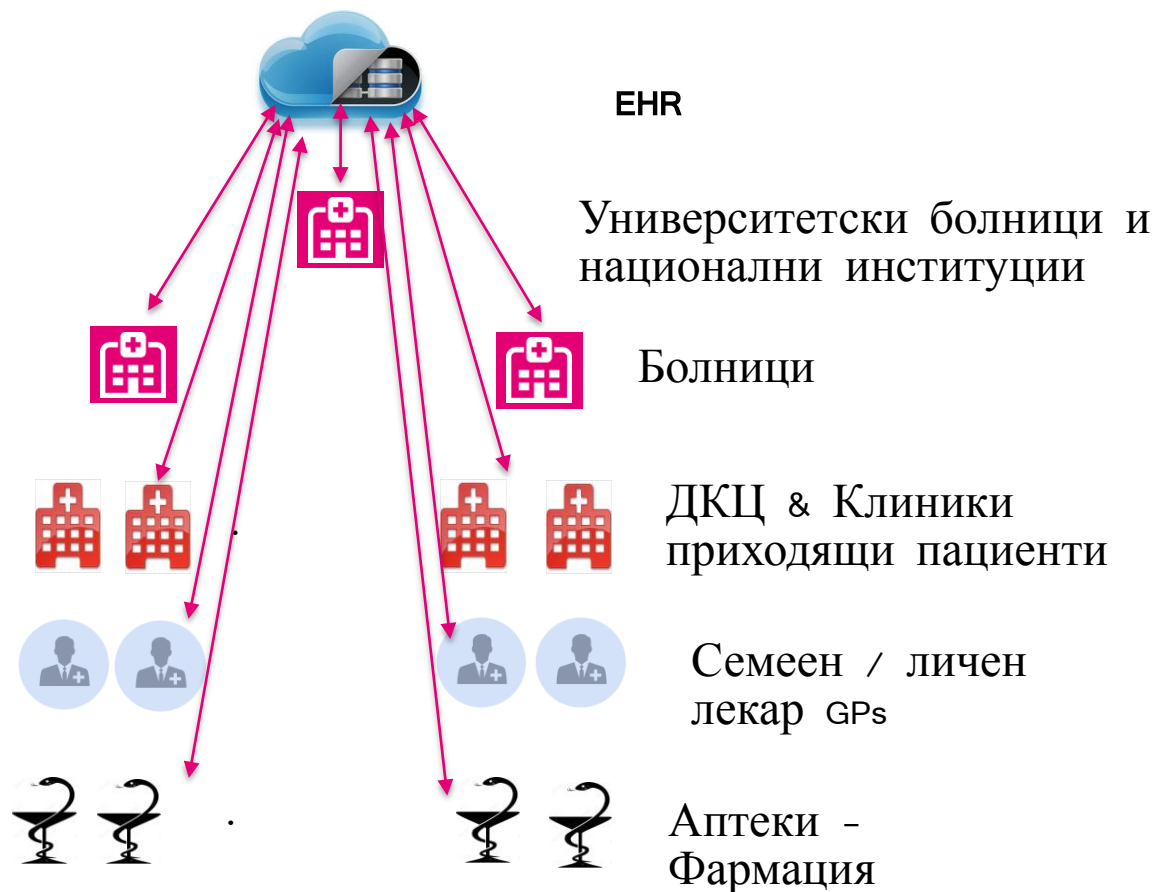 EHR
Университетски болници и
национални институции
Болници
ДКЦ & Клиники
приходящи пациенти
.
Семеен / личен
лекар GPs
.
Аптеки -
Фармация